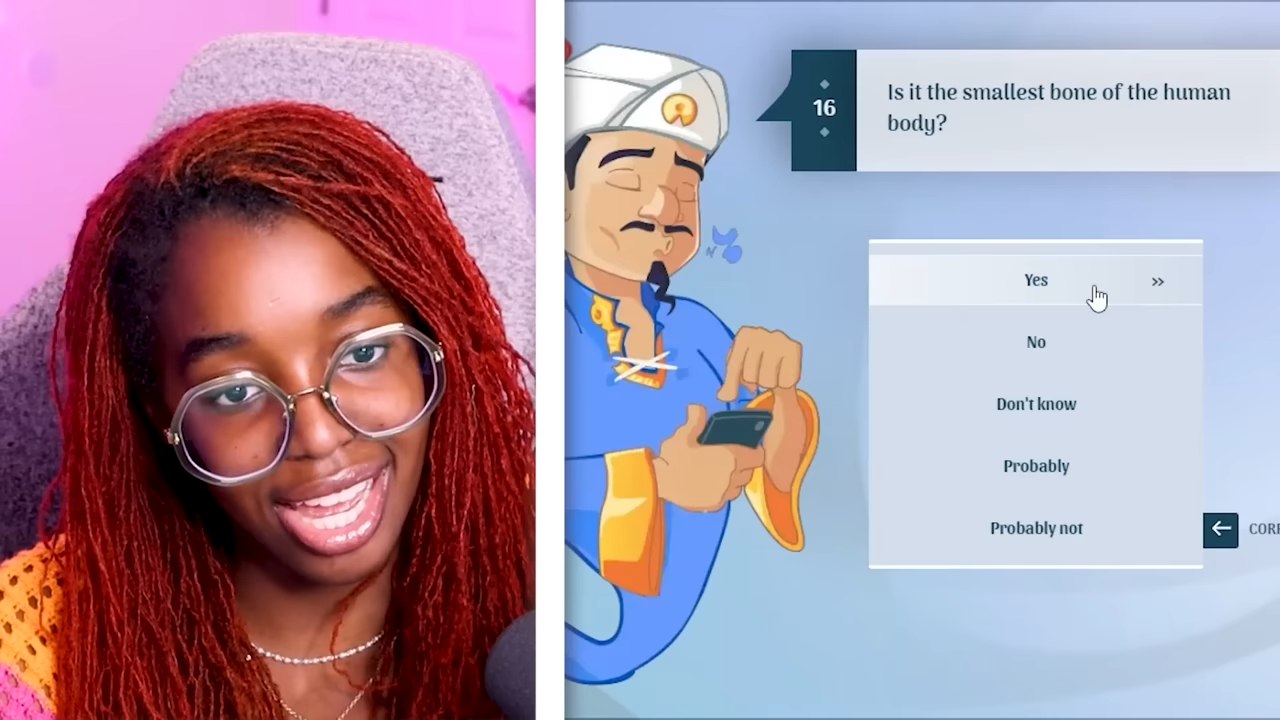 16
Is it the smallest bone of the human
body?
Yes
No
Don't know
Probably
Probably not